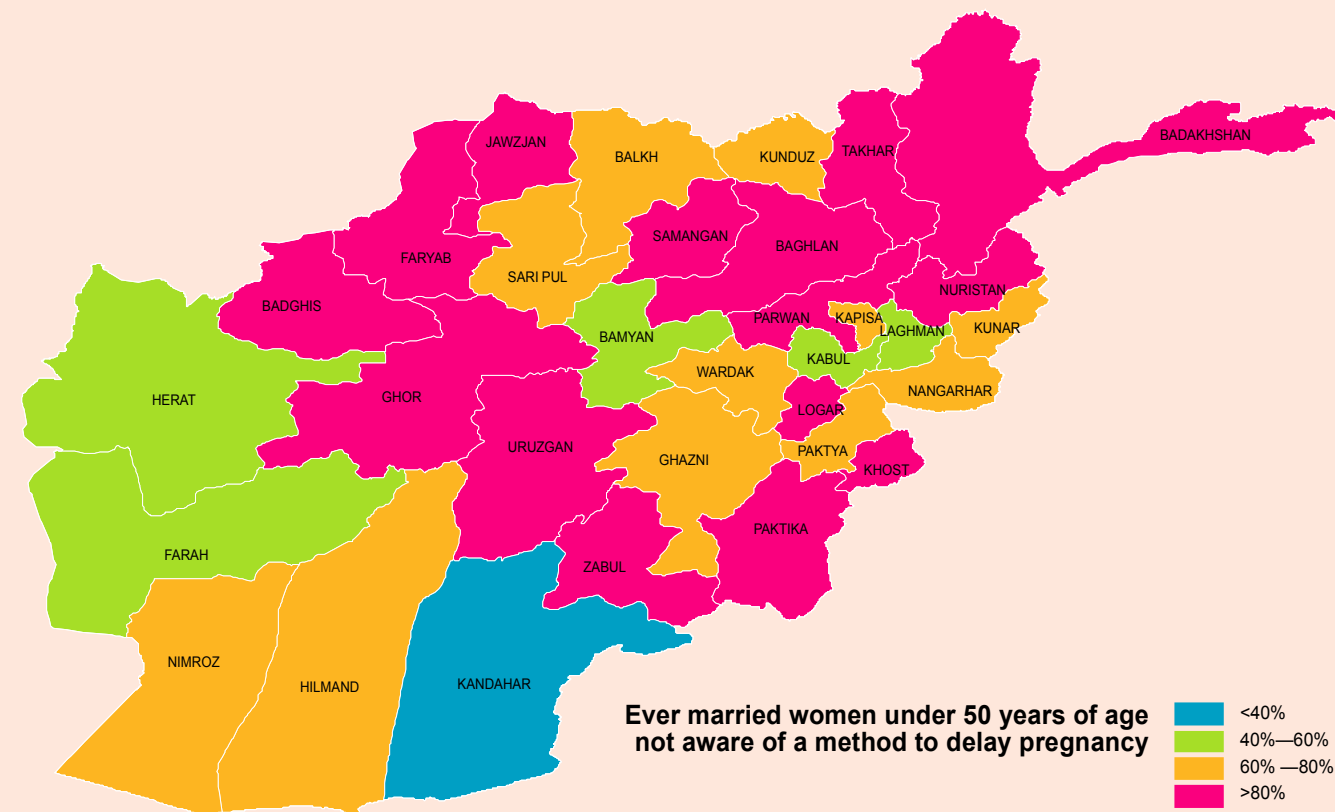 BADAKHSHAN
JAWZJAN
TAKHAR
BALKH
KUNDUZ
SAMANGAN
BAGHLAN
FARYAB
SARI PUL
NURISTAN
BADGHIS
PARWAN
KAPISA
KUNAR
LAGHMAN
BAMYAN
KABUL
WARDAK
NANGARHAR
HERAT
GHOR
LOGAR
URUZGAN
PAKTYA
GHAZNI
KHOST
PAKTIKA
FARAH
ZABUL
NIMROZ
HILMAND
KANDAHAR
Ever married women under 50 years of age
not aware of a method to delay pregnancy
<40%
40%—60%
60% —80%
>80%